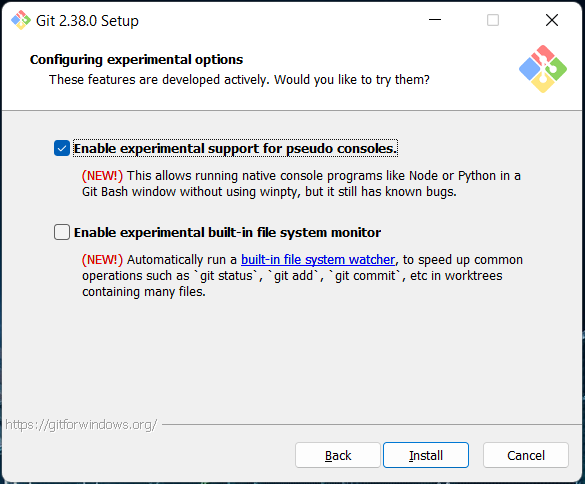 Git 2.38.0 Setup
Configuring experimental options
These features are developed actively. Would you like to try them?
Enable experimental support for pseudo consoles.
(NEW!) This allows running native console programs like Node or Python in a
Git Bash window without using winpty, but it still has known bugs.
Enable experimental built-in file system monitor
(NEW!) Automatically run a built-in file system watcher, to speed up common
operations such as `git status`, `git add`, `git commit`, etc in worktrees
containing many files.
https://gitforwindows.org/
Back Install Cancel